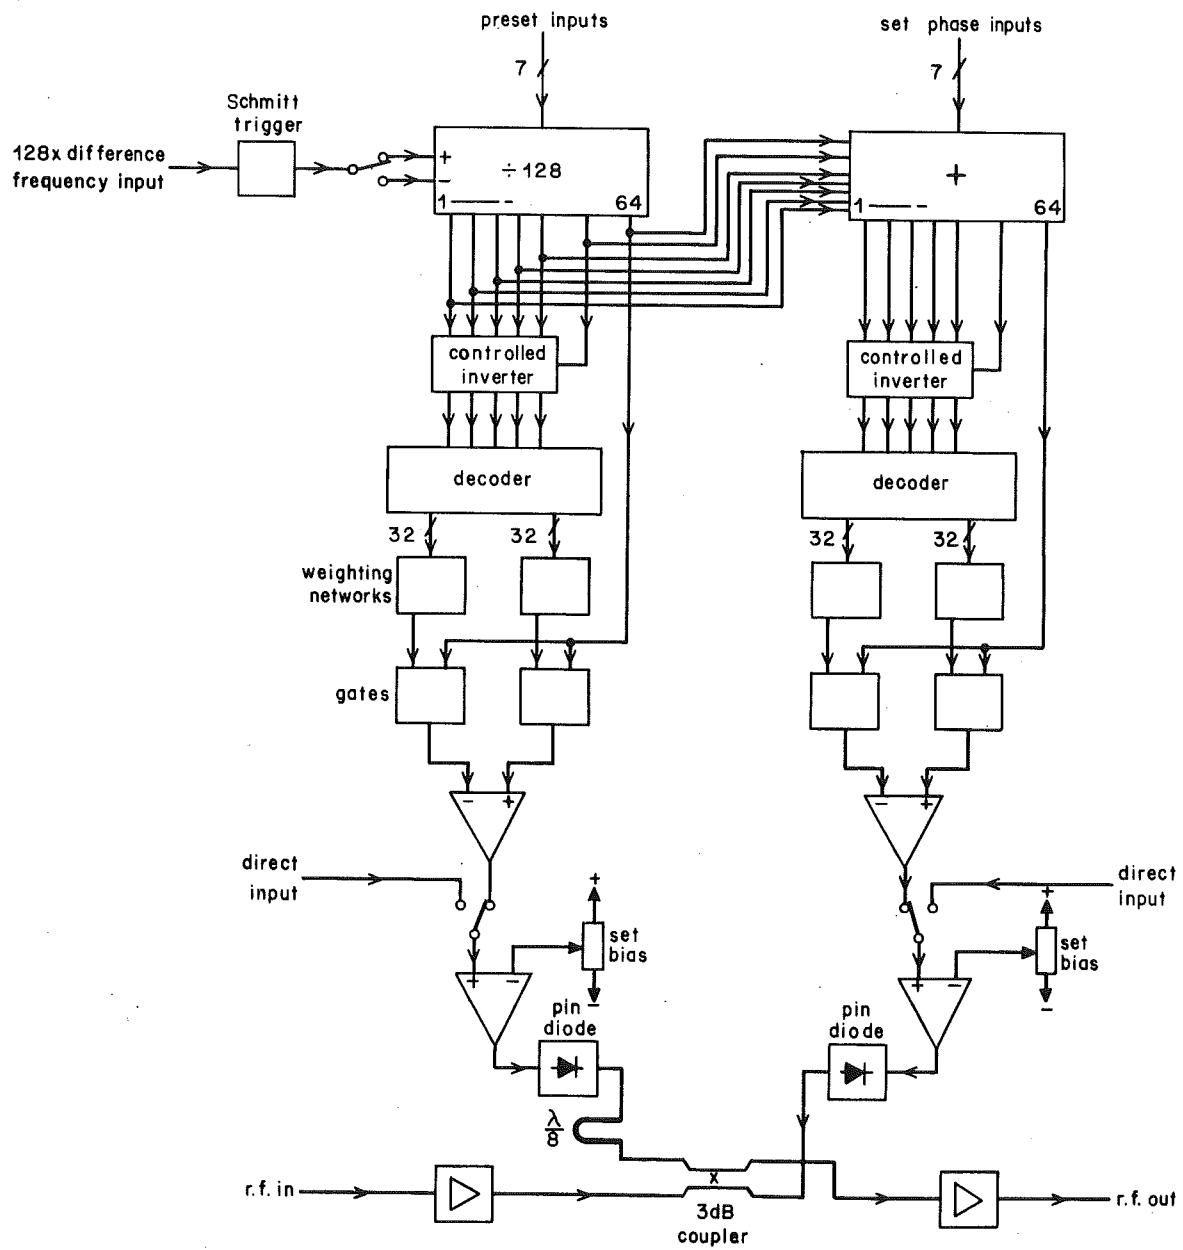 preset inputs
set phase inputs
7
7
Schmitt
trigger
128x difference
frequency input
+
−
÷128
1 — - 64
+
1 — - 64
controlled
inverter
controlled
inverter
decoder
decoder
32
32
32
32
weighting
networks
gates
− +
− +
direct
input
direct
input
+
set
bias
−
+
set
bias
−
+ −
+ −
pin
diode
pin
diode
λ
8
x
r.f. in
3dB
coupler
r.f. out